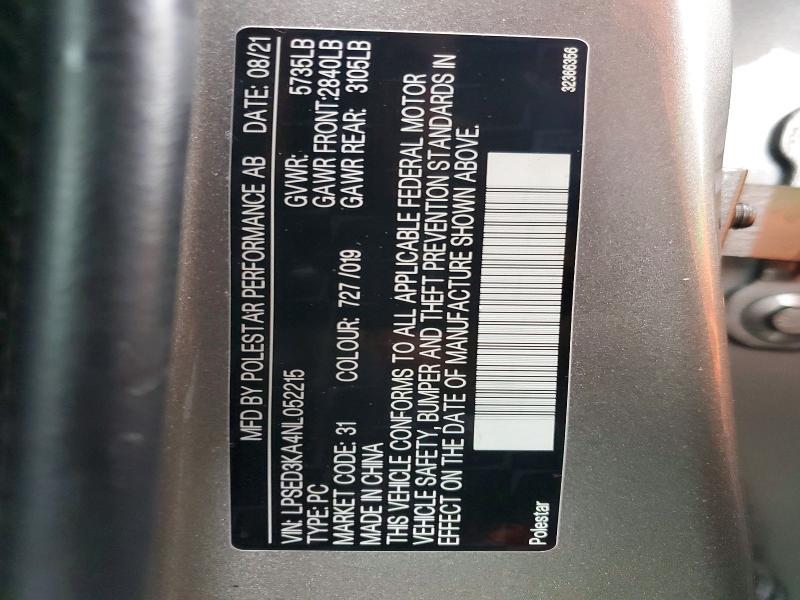 MFD BY POLESTAR PERFORMANCE AB DATE: 08/21
VIN: LPSED3KA4NL052215
TYPE: PC GVWR: 5735LB
MARKET CODE: 31 COLOUR: 727/019 GAWR FRONT:2840LB
MADE IN CHINA GAWR REAR: 3105LB
THIS VEHICLE CONFORMS TO ALL APPLICABLE FEDERAL MOTOR
VEHICLE SAFETY, BUMPER AND THEFT PREVENTION STANDARDS IN
EFFECT ON THE DATE OF MANUFACTURE SHOWN ABOVE.
Polestar 32366356